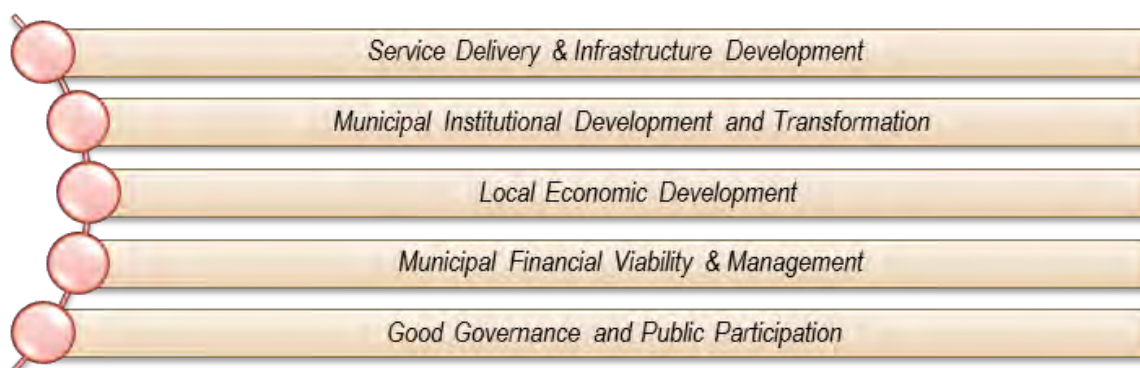 Service Delivery & Infrastructure Development
Municipal Institutional Development and Transformation
Local Economic Development
Municipal Financial Viability & Management
Good Governance and Public Participation